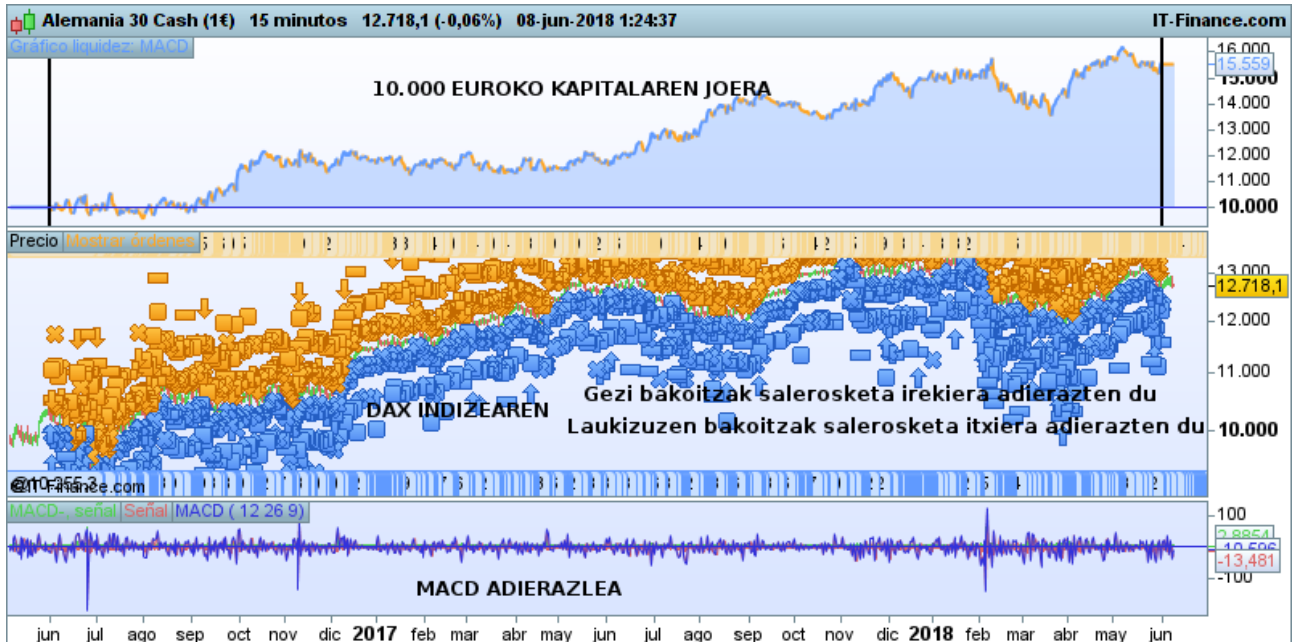 Alemania 30 Cash (1€) 15 minutos 12.718,1 (-0,06%) 08-jun-2018 1:24:37 IT-Finance.com
Gráfico liquidez: MACD
10.000 EUROKO KAPITALAREN JOERA
16.000
15.559
15.000
14.000
13.000
12.000
11.000
10.000
Precio Mostrar órdenes
13.000
12.718,1
12.000
11.000
Gezi bakoitzak salerosketa irekiera adierazten du
DAX INDIZEAREN
Laukizuzen bakoitzak salerosketa itxiera adierazten du
10.000
IT-Finance.com
MACD-, señal Señal MACD ( 12 26 9)
100
2,8854
-10,596
-13,481
-100
MACD ADIERAZLEA
jun jul ago sep oct nov dic 2017 feb mar abr may jun jul ago sep oct nov dic 2018 feb mar abr may jun